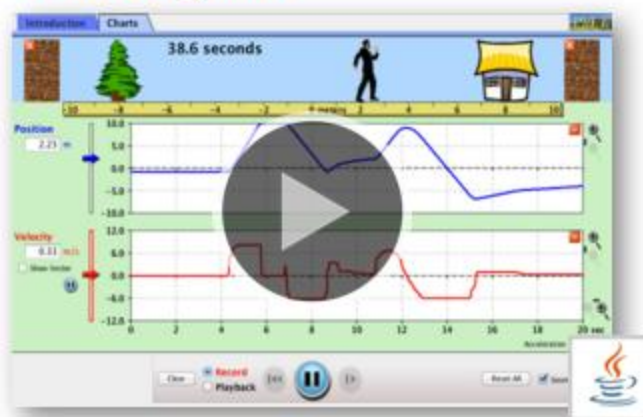 Introduction Charts
38.6 seconds
-10 -8 -6 -4 -2 0 meters 2 4 6 8 10
Position
2.23 m
10.0
5.0
0.0
-5.0
-10.0
Velocity
0.33 m/s
Show Vector
12.0
6.0
0.0
-6.0
-12.0
0 2 4 6 8 10 12 14 16 18 20 sec
Acceleration
Clear Record
Playback
Reset All